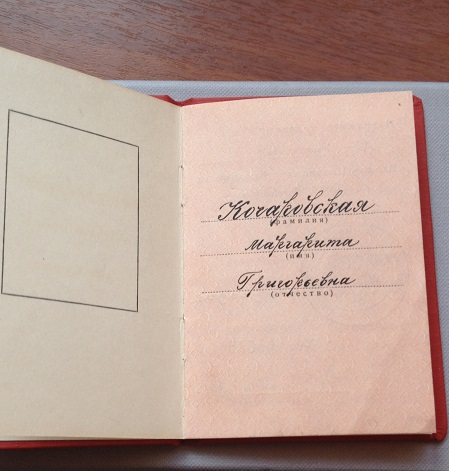 Кочаровская
(фамилия)
Маргарита
(имя)
Григорьевна
(отчество)